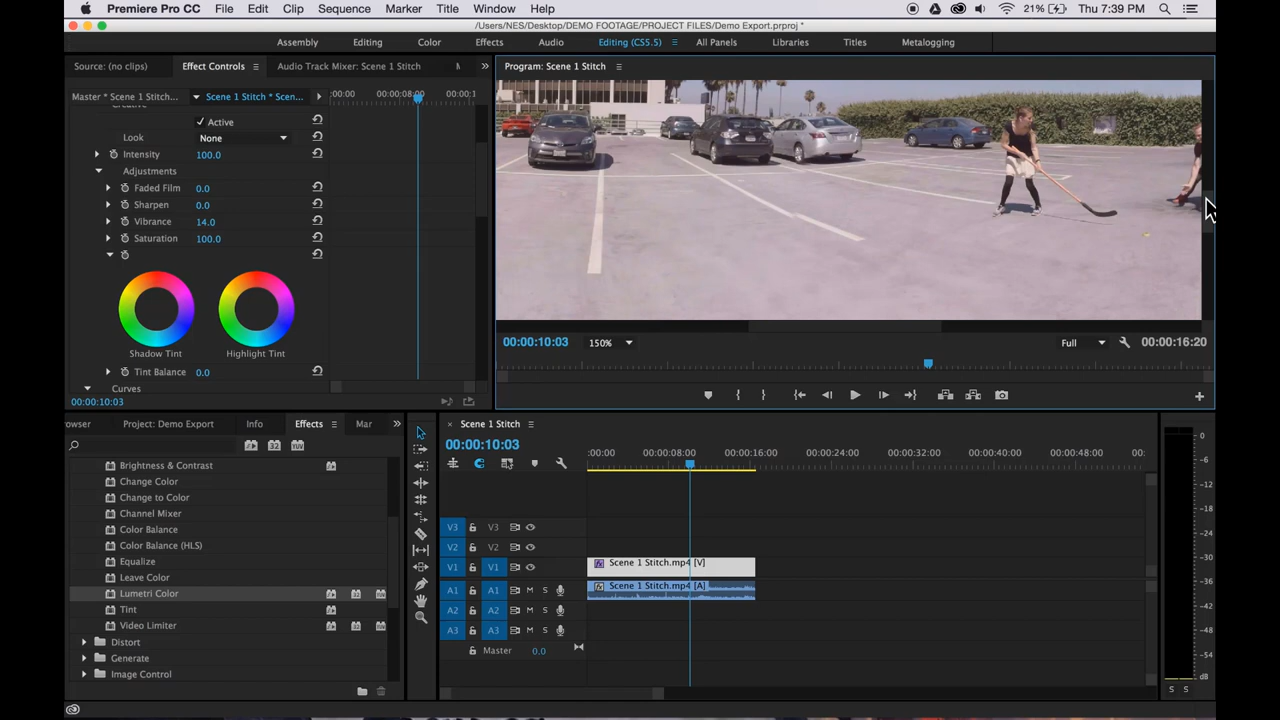 Premiere Pro CC File Edit Clip Sequence Marker Title Window Help 21% Thu 7:39 PM
/Users/NES/Desktop/DEMO FOOTAGE/PROJECT FILES/Demo Export.prproj *
Assembly Editing Color Effects Audio Editing (CS5.5) All Panels Libraries Titles Metalogging
Source: (no clips) Effect Controls Audio Track Mixer: Scene 1 Stitch
Program: Scene 1 Stitch
Master * Scene 1 Stitch... Scene 1 Stitch * Scen... :00:00 00:00:08:00 00:00:1
Active
Look None
Intensity 100.0
Adjustments
Faded Film 0.0
Sharpen 0.0
Vibrance 14.0
Saturation 100.0
Shadow Tint Highlight Tint
Tint Balance 0.0
Curves
00:00:10:03
00:00:10:03 150% Full 00:00:16:20
rowser Project: Demo Export Info Effects Mar
Brightness & Contrast
Change Color
Change to Color
Channel Mixer
Color Balance
Color Balance (HLS)
Equalize
Leave Color
Lumetri Color
Tint
Video Limiter
Distort
Generate
Image Control
× Scene 1 Stitch
00:00:10:03
:00:00 00:00:08:00 00:00:16:00 00:00:24:00 00:00:32:00 00:00:40:00 00:00:48:00 00:
V3 V3
V2 V2
V1 V1 Scene 1 Stitch.mp4 [V]
A1 A1 M S Scene 1 Stitch.mp4 [A]
A2 A2 M S
A3 A3 M S
Master 0.0
0
-6
-12
-18
-24
-30
-36
-42
-48
-54
dB
S S